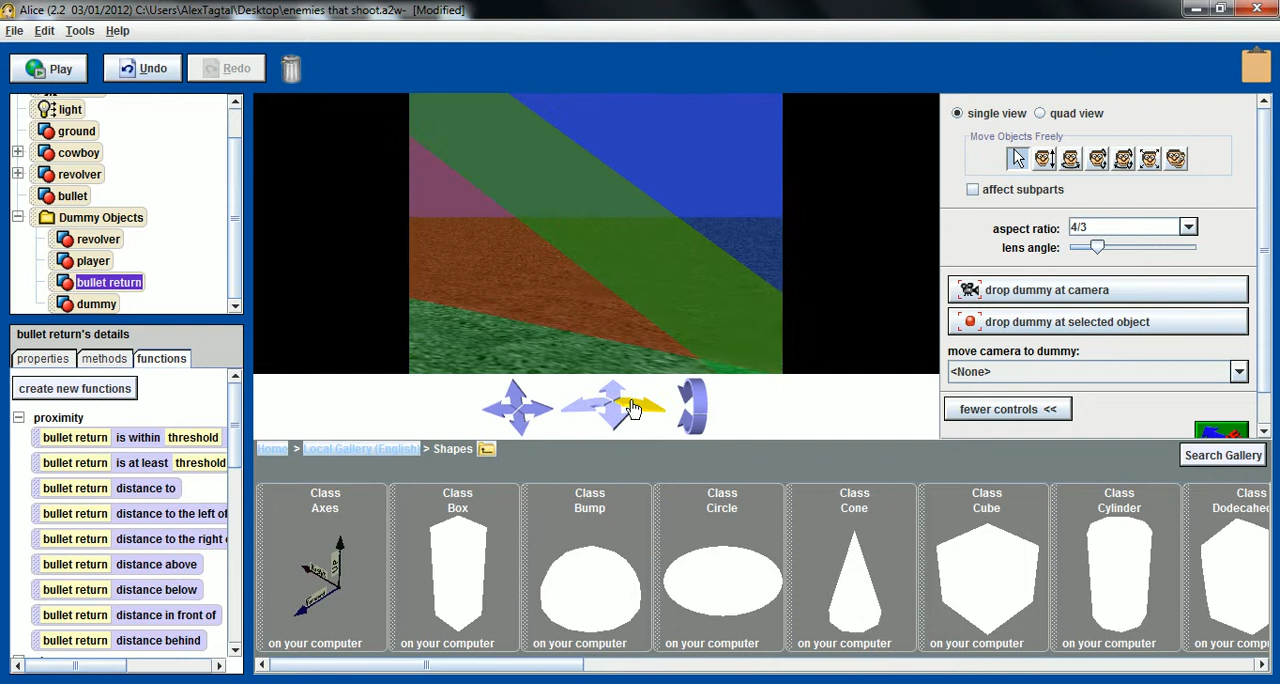 Alice (2.2 03/01/2012) C:\Users\AlexTagtal\Desktop\enemies that shoot.a2w- [Modified]
File Edit Tools Help
Play Undo Redo
light
ground
cowboy
revolver
bullet
Dummy Objects
revolver
player
bullet return
dummy
bullet return's details
properties methods functions
create new functions
proximity
bullet return is within threshold
bullet return is at least threshold
bullet return distance to
bullet return distance to the left of
bullet return distance to the right
bullet return distance above
bullet return distance below
bullet return distance in front of
bullet return distance behind
single view quad view
Move Objects Freely
affect subparts
aspect ratio: 4/3
lens angle:
drop dummy at camera
drop dummy at selected object
move camera to dummy:
<None>
fewer controls <<
Home > Local Gallery (English) > Shapes
Search Gallery
Class Axes
on your computer
Class Box
on your computer
Class Bump
on your computer
Class Circle
on your computer
Class Cone
on your computer
Class Cube
on your computer
Class Cylinder
on your computer
Class Dodecahed
on your computer